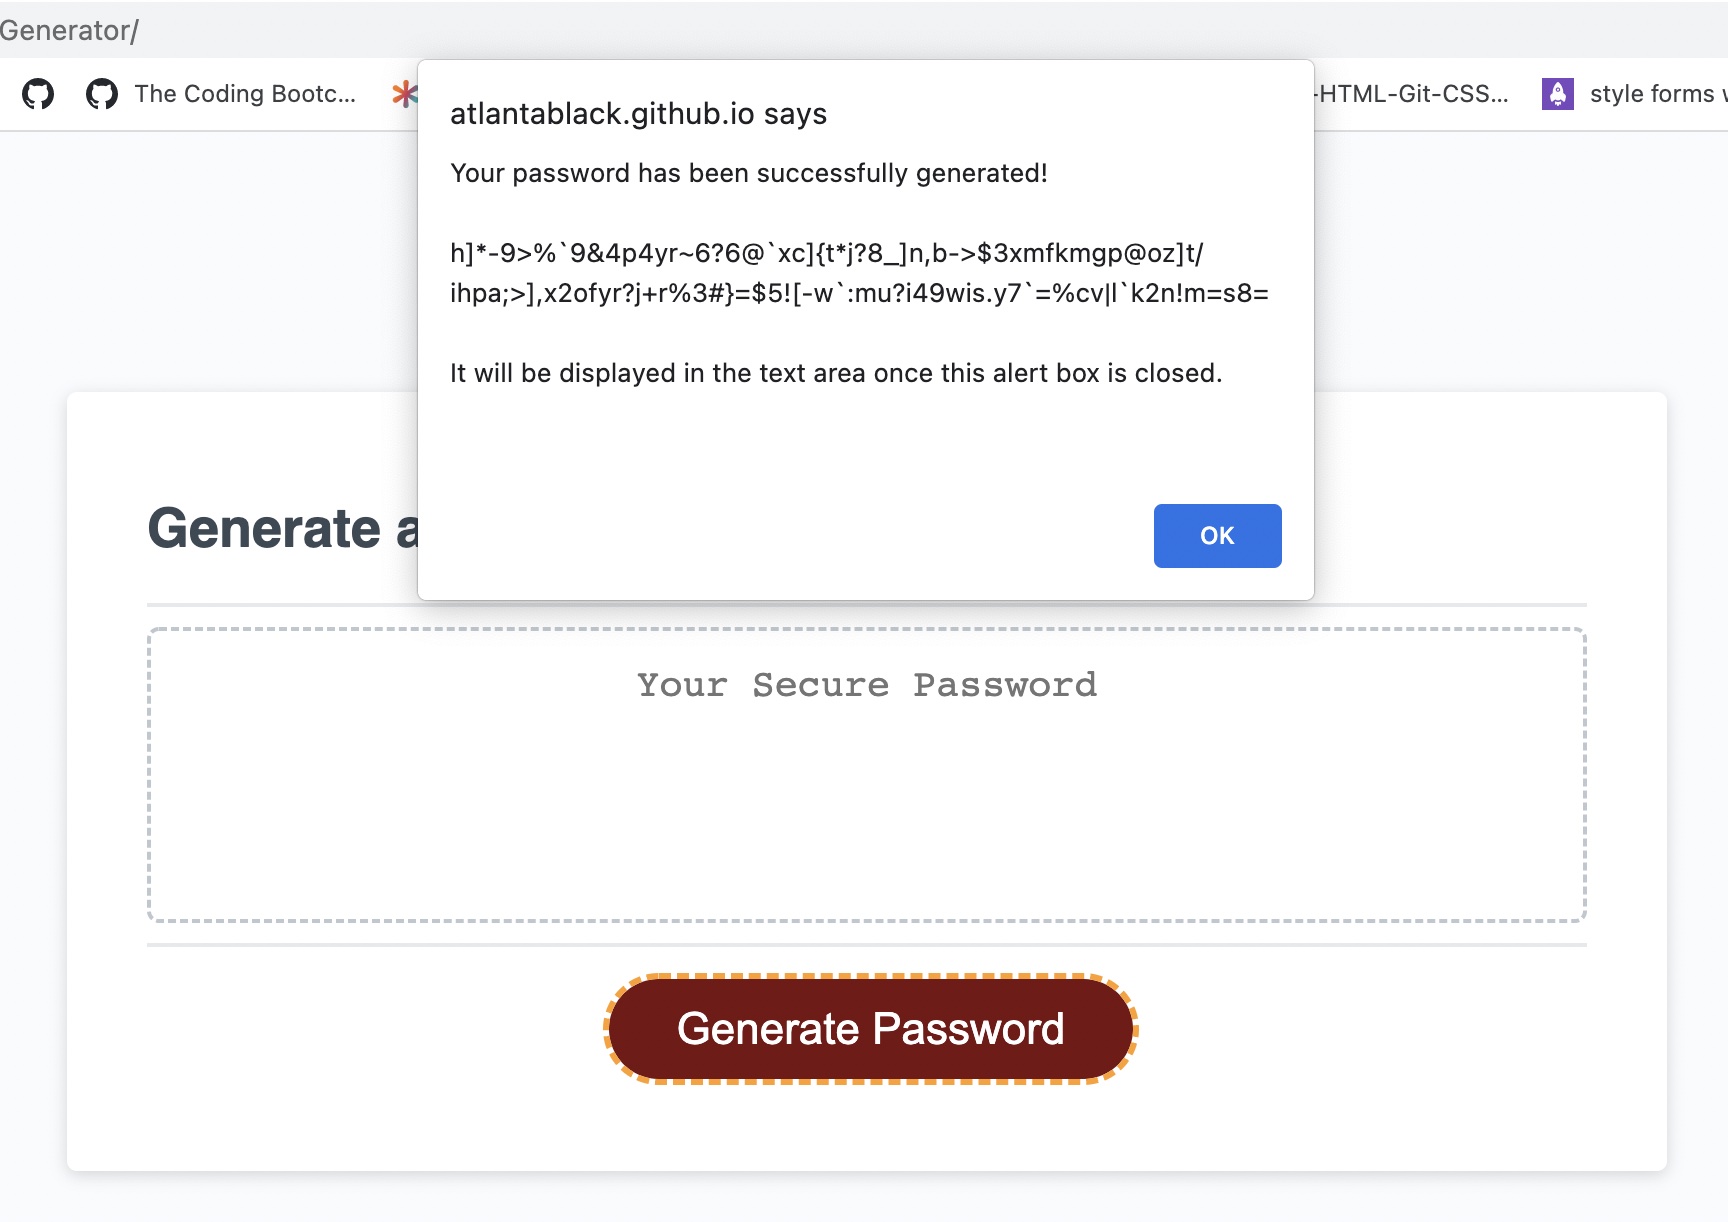 Generator/
The Coding Bootc...
-HTML-Git-CSS...
style forms
atlantablack.github.io says
Your password has been successfully generated!
h]*-9>%`9&4p4yr~6?6@`xc]{t*j?8_]n,b->$3xmfkmgp@oz]t/
ihpa;>],x2ofyr?j+r%3#}=$5![-w`:mu?i49wis.y7`=%cv|l`k2n!m=s8=
It will be displayed in the text area once this alert box is closed.
OK
Generate a
Your Secure Password
Generate Password